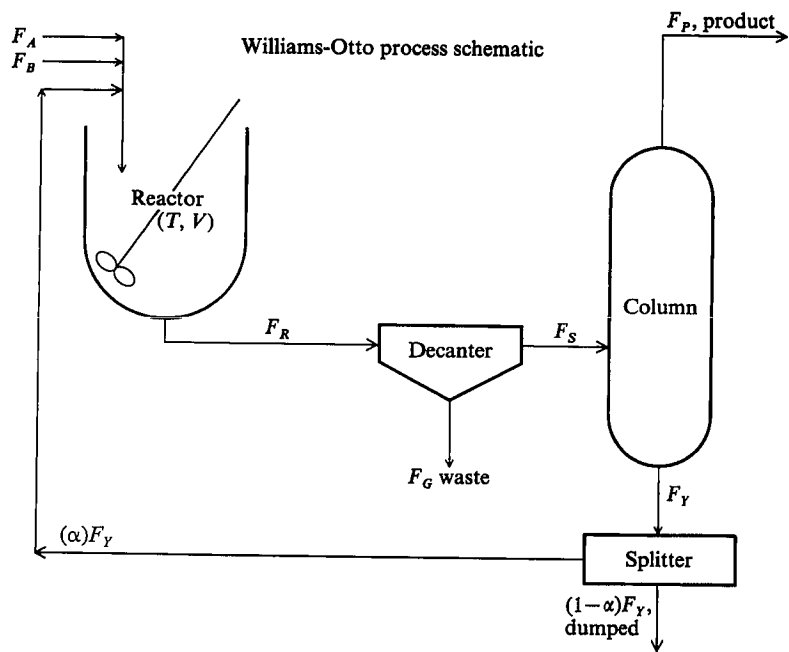 F_P, product
F_A
Williams-Otto process schematic
F_B
Reactor
(T, V)
Column
F_R
Decanter
F_S
F_G waste
F_Y
(α)F_Y
Splitter
(1−α)F_Y,
dumped